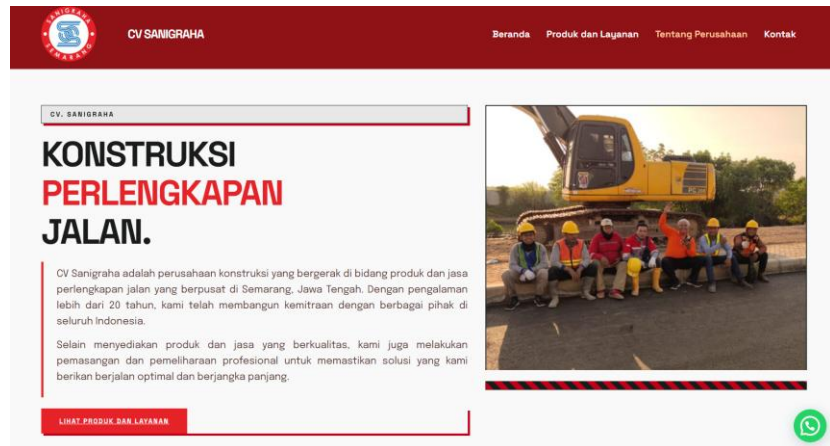 SANIGRAHA
SEMARANG
CV SANIGRAHA
Beranda Produk dan Layanan Tentang Perusahaan Kontak
CV. SANIGRAHA
KONSTRUKSI
PERLENGKAPAN
JALAN.
CV Sanigraha adalah perusahaan konstruksi yang bergerak di bidang produk dan jasa
perlengkapan jalan yang berpusat di Semarang, Jawa Tengah. Dengan pengalaman
lebih dari 20 tahun, kami telah membangun kemitraan dengan berbagai pihak di
seluruh Indonesia.
Selain menyediakan produk dan jasa yang berkualitas, kami juga melakukan
pemasangan dan pemeliharaan profesional untuk memastikan solusi yang kami
berikan berjalan optimal dan berjangka panjang.
LIHAT PRODUK DAN LAYANAN